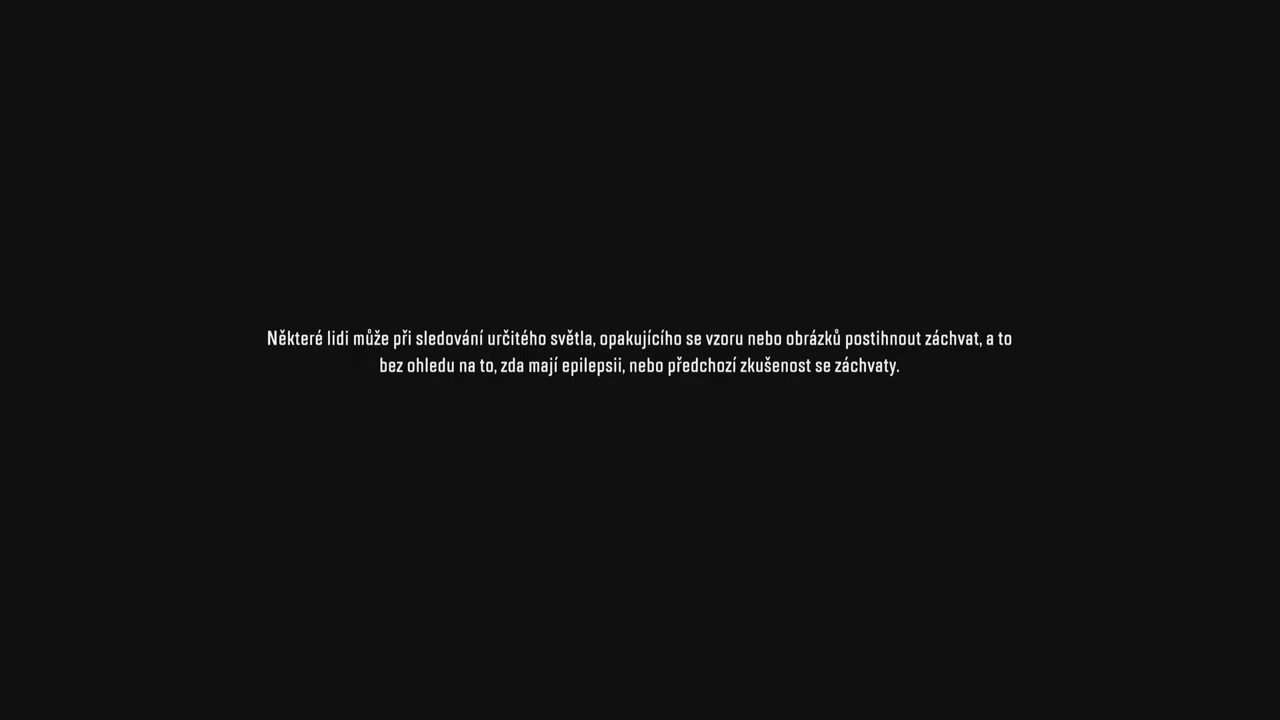 Některé lidi může při sledování určitého světla, opakujícího se vzoru nebo obrázků postihnout záchvat, a to
bez ohledu na to, zda mají epilepsii, nebo předchozí zkušenost se záchvaty.